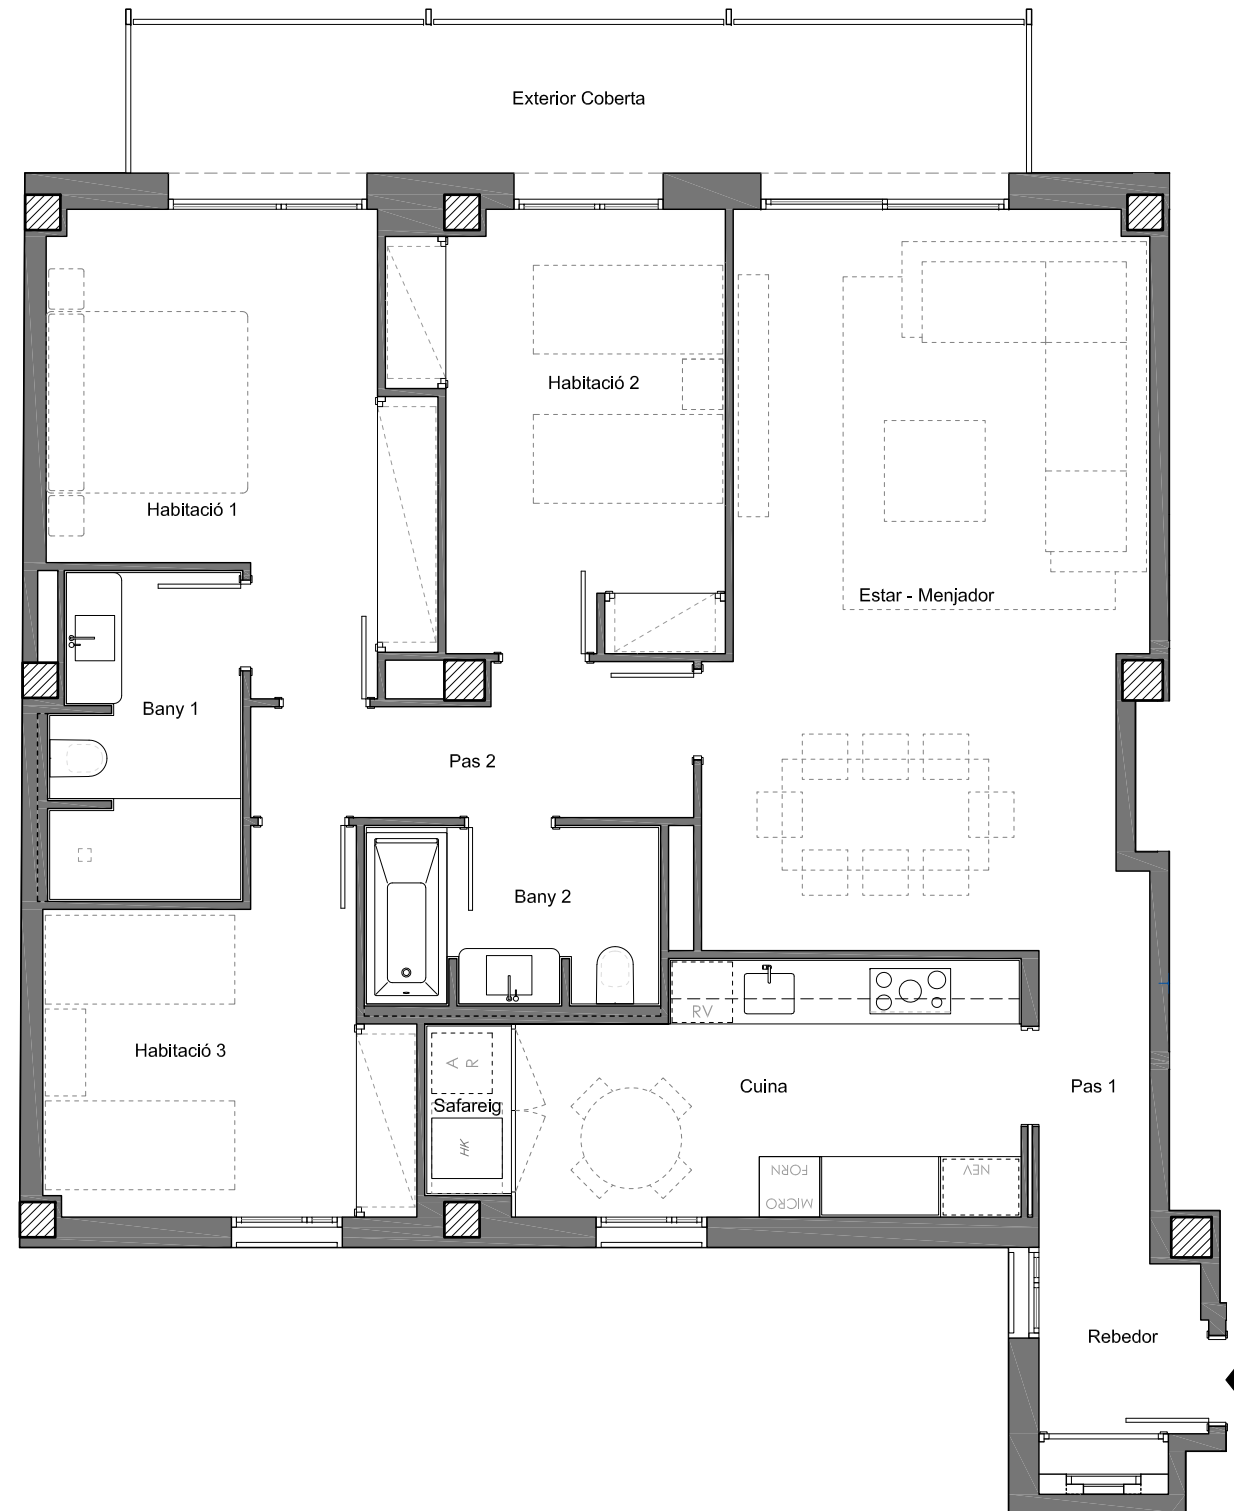 Exterior Coberta
Habitació 2
Habitació 1
Estar - Menjador
Bany 1
Pas 2
Bany 2
RV
Habitació 3
A
R
Cuina
Pas 1
Safareig
HK
FORN
NEV
MICRO
Rebedor